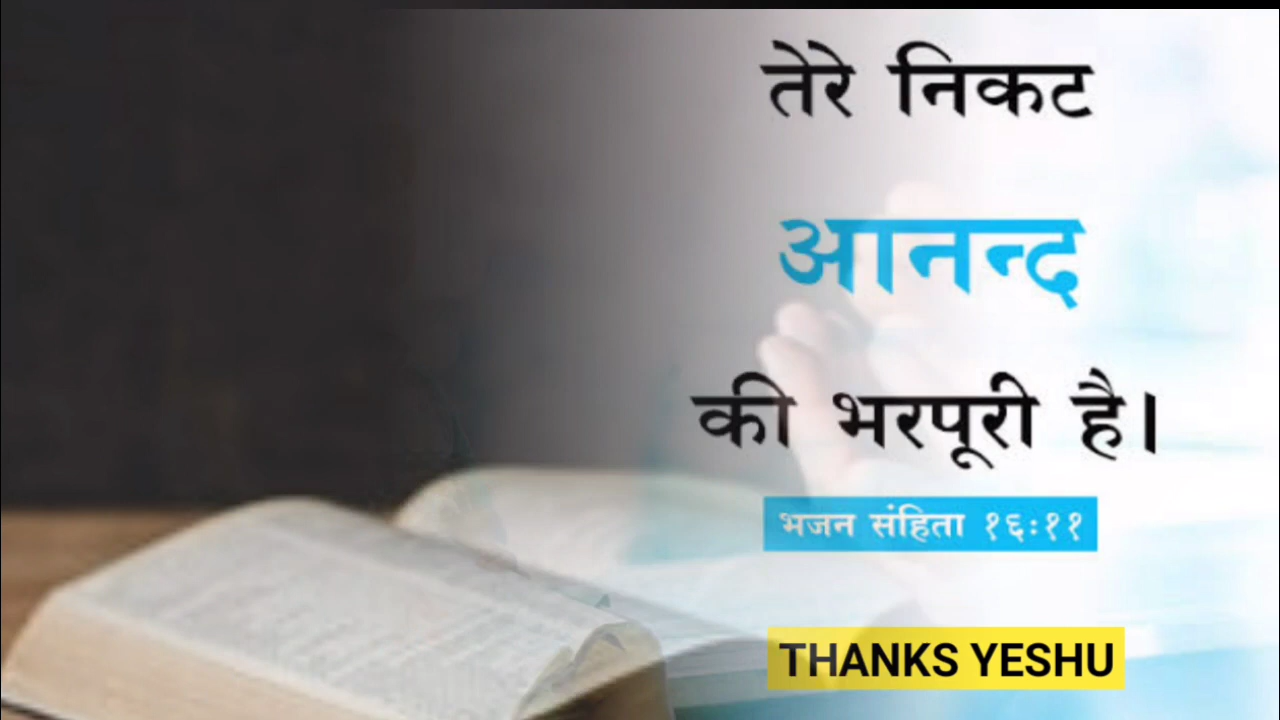 तेरे निकट
आनन्द
की भरपूरी है।
भजन संहिता १६:११
THANKS YESHU